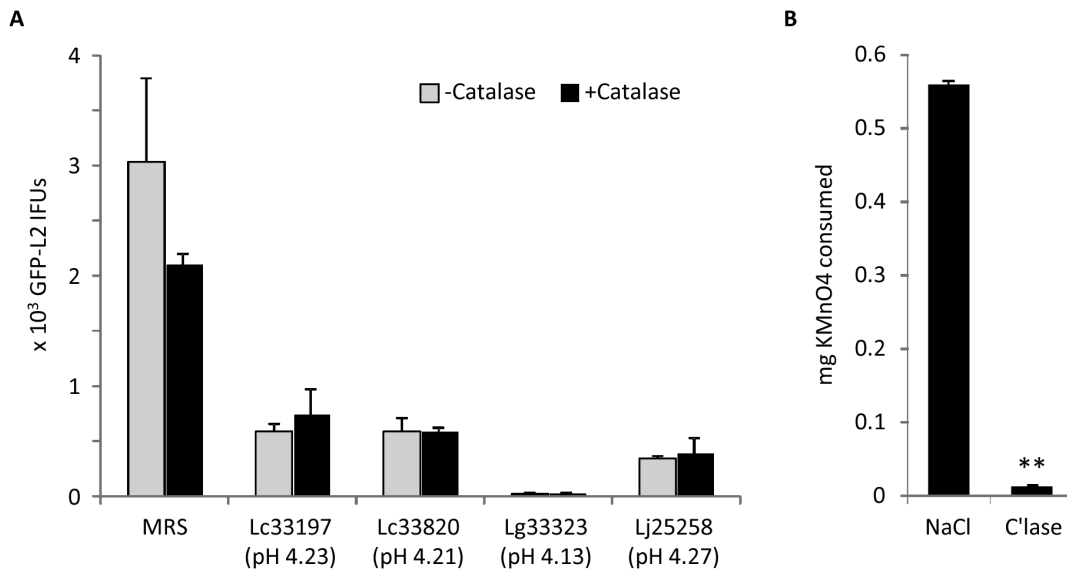 A
x 10³ GFP-L2 IFUs
4
3
2
1
0
-Catalase
+Catalase
MRS
Lc33197
(pH 4.23)
Lc33820
(pH 4.21)
Lg33323
(pH 4.13)
Lj25258
(pH 4.27)
B
mg KMnO4 consumed
0.6
0.5
0.4
0.3
0.2
0.1
0
**
NaCl
C'lase